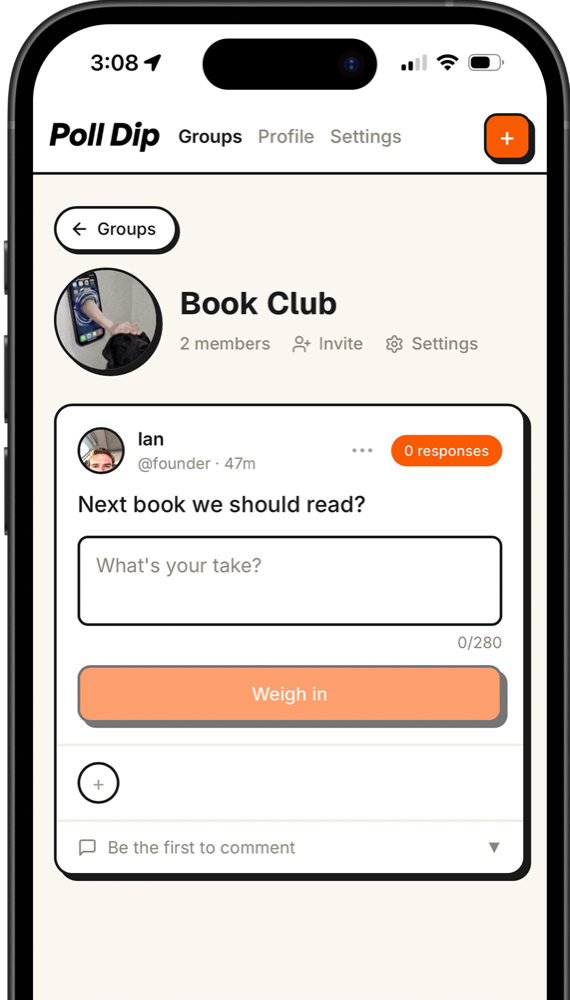 3:08
Poll Dip Groups Profile Settings +
← Groups
Book Club
2 members Invite Settings
Ian
@founder · 47m ••• 0 responses
Next book we should read?
What's your take?
0/280
Weigh in
+
Be the first to comment ▼